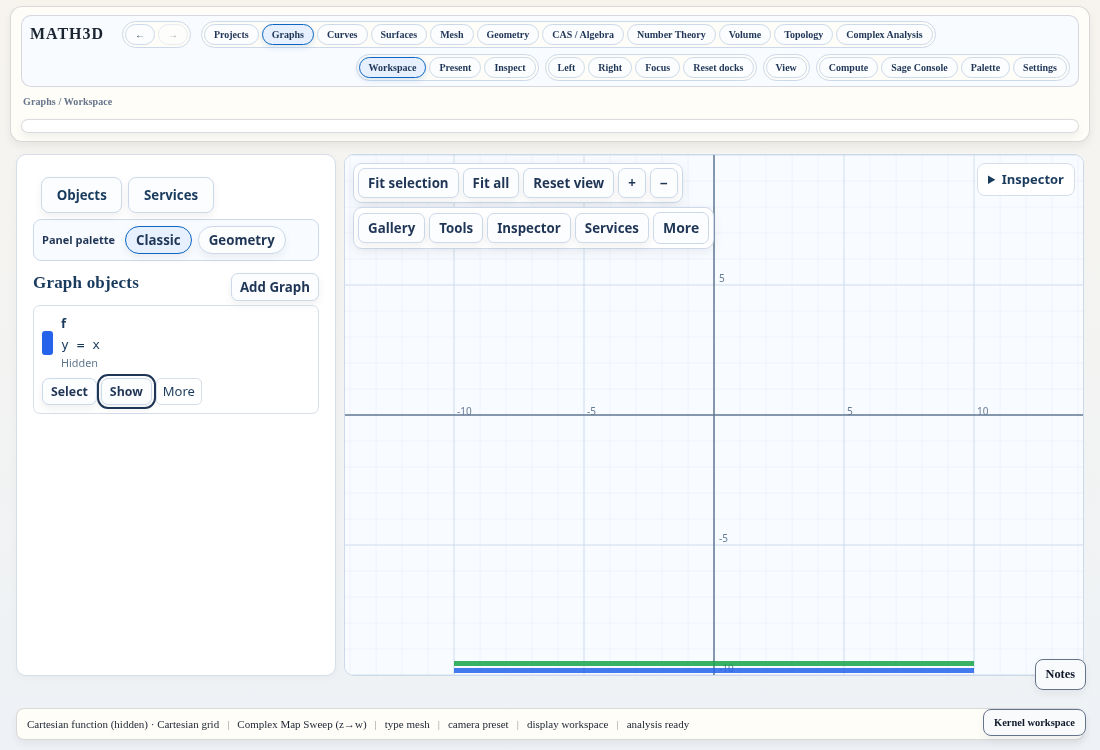 MATH3D ← → Projects Graphs Curves Surfaces Mesh Geometry CAS / Algebra Number Theory Volume Topology Complex Analysis
Workspace Present Inspect Left Right Focus Reset docks View Compute Sage Console Palette Settings
Graphs / Workspace
Objects Services
Panel palette Classic Geometry
Graph objects Add Graph
f
y = x
Hidden
Select Show More
Fit selection Fit all Reset view + − ▶ Inspector
Gallery Tools Inspector Services More
5
-10 -5 5 10
-5
-10
Notes
Cartesian function (hidden) · Cartesian grid | Complex Map Sweep (z→w) | type mesh | camera preset | display workspace | analysis ready
Kernel workspace